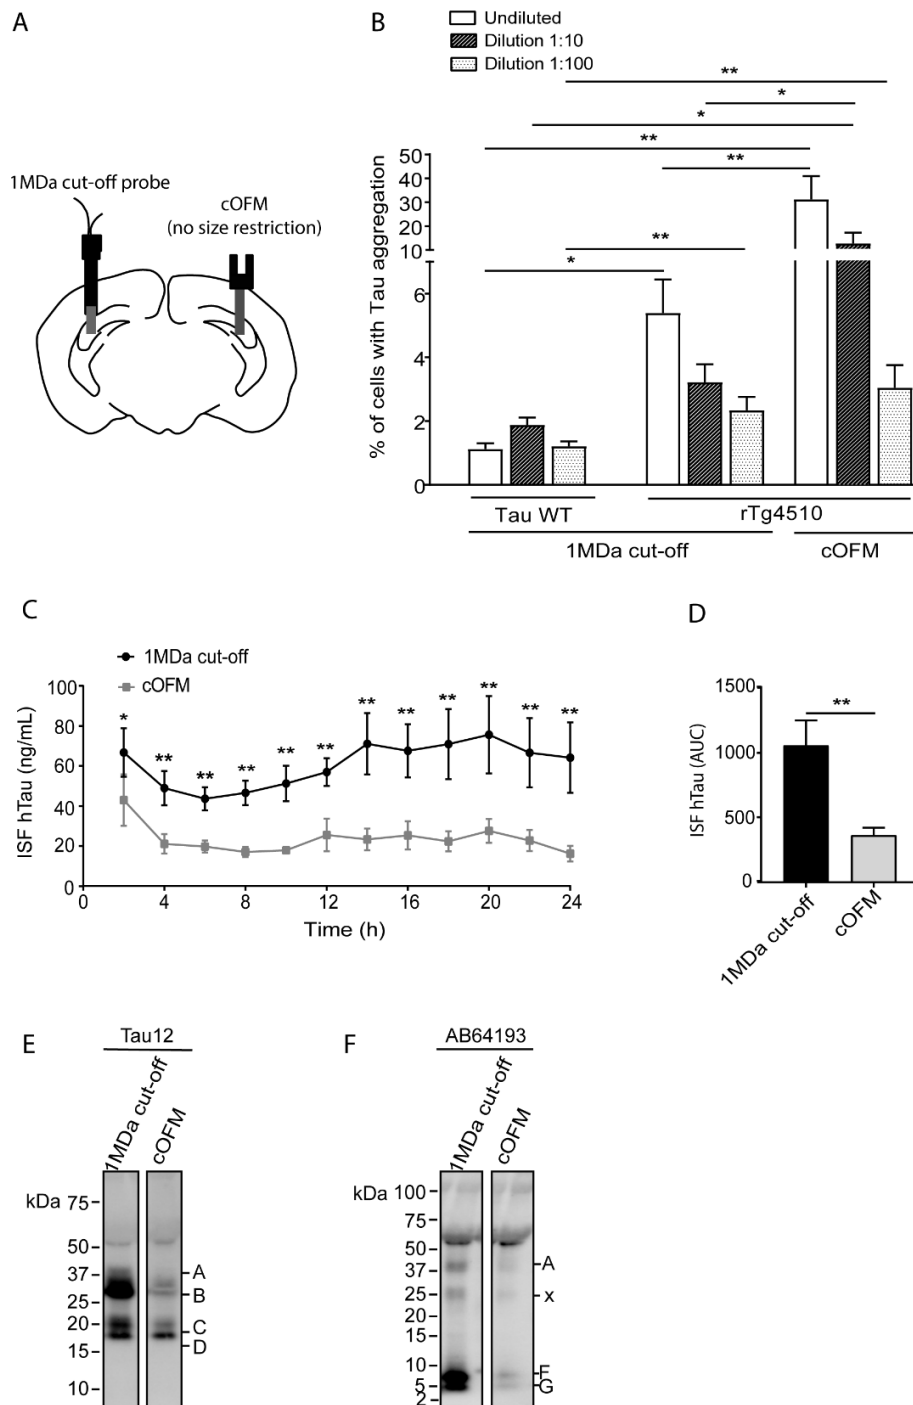 A
1MDa cut-off probe
cOFM
(no size restriction)
B
Undiluted
Dilution 1:10
Dilution 1:100
% of cells with Tau aggregation
50
40
30
20
10
6
4
2
0
**
*
*
**
**
**
*
Tau WT
rTg4510
1MDa cut-off
cOFM
C
1MDa cut-off
cOFM
ISF hTau (ng/mL)
100
80
60
40
20
0
* ** ** ** ** ** ** ** ** ** ** **
0 4 8 12 16 20 24
Time (h)
D
ISF hTau (AUC)
1500
1000
500
0
**
1MDa cut-off
cOFM
E
Tau12
1MDa cut-off
cOFM
kDa 75
50
37
25
20
15
10
A
B
C
D
F
AB64193
1MDa cut-off
cOFM
kDa 100
75
50
37
25
20
15
10
5
2
A
x
F
G